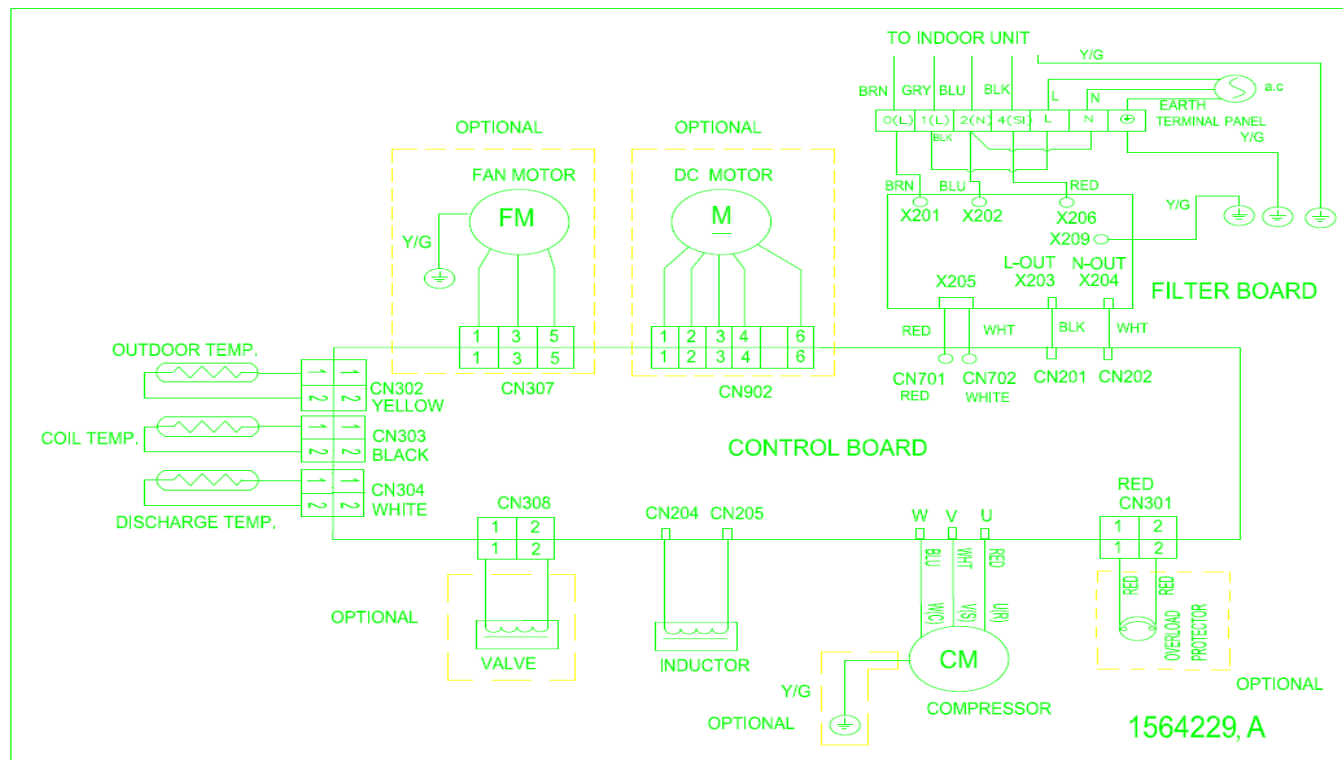 TO INDOOR UNIT
Y/G
BRN GRY BLU BLK
L
N
a.c
EARTH
TERMINAL PANEL
0(L) 1(L) 2(N) 4(SI) L N
BLK
Y/G
OPTIONAL
OPTIONAL
FAN MOTOR
DC MOTOR
FM
M
Y/G
BRN BLU RED
X201 X202 X206
Y/G
X209
L-OUT N-OUT
X205 X203 X204
FILTER BOARD
RED WHT BLK WHT
1 3 5
1 3 5
1 2 3 4 6
1 2 3 4 6
CN307
CN902
CN701 CN702 CN201 CN202
RED WHITE
OUTDOOR TEMP.
1 1
2 2
CN302
YELLOW
COIL TEMP.
1 1
2 2
CN303
BLACK
DISCHARGE TEMP.
1 1
2 2
CN304
WHITE
CONTROL BOARD
CN308
1 2
1 2
CN204 CN205
W V U
BLU WHT RED
W(C) V(S) U(R)
RED
CN301
1 2
1 2
RED RED
OVERLOAD
PROTECTOR
OPTIONAL
VALVE
INDUCTOR
CM
COMPRESSOR
Y/G
OPTIONAL
OPTIONAL
1564229, A